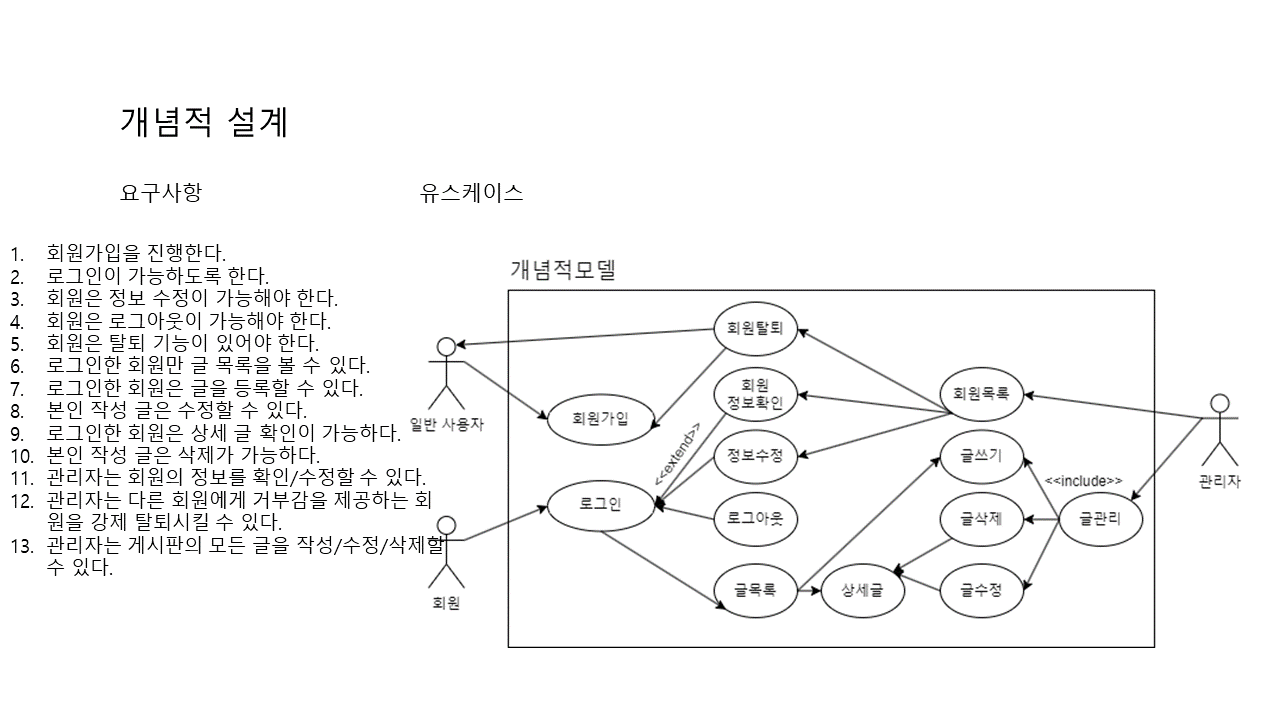 개념적 설계
요구사항
유스케이스
1. 회원가입을 진행한다.
2. 로그인이 가능하도록 한다.
3. 회원은 정보 수정이 가능해야 한다.
4. 회원은 로그아웃이 가능해야 한다.
5. 회원은 탈퇴 기능이 있어야 한다.
6. 로그인한 회원만 글 목록을 볼 수 있다.
7. 로그인한 회원은 글을 등록할 수 있다.
8. 본인 작성 글은 수정할 수 있다.
9. 로그인한 회원은 상세 글 확인이 가능하다.
10. 본인 작성 글은 삭제가 가능하다.
11. 관리자는 회원의 정보를 확인/수정할 수 있다.
12. 관리자는 다른 회원에게 거부감을 제공하는 회
원을 강제 탈퇴시킬 수 있다.
13. 관리자는 게시판의 모든 글을 작성/수정/삭제할
수 있다.
개념적모델
일반 사용자
회원
회원가입
로그인
회원탈퇴
회원
정보확인
정보수정
로그아웃
글목록
<<extend>>
상세글
회원목록
글쓰기
글삭제
글수정
<<include>>
글관리
관리자